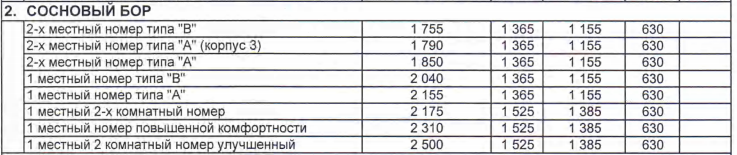 2. СОСНОВЫЙ БОР
2-х местный номер типа "В" 1 755 1 365 1 155 630
2-х местный номер типа "А" (корпус 3) 1 790 1 365 1 155 630
2-х местный номер типа "А" 1 850 1 365 1 155 630
1 местный номер типа "В" 2 040 1 365 1 155 630
1 местный номер типа "А" 2 155 1 365 1 155 630
1 местный 2-х комнатный номер 2 175 1 525 1 385 630
1 местный номер повышенной комфортности 2 310 1 525 1 385 630
1 местный 2 комнатный номер улучшенный 2 500 1 525 1 385 630